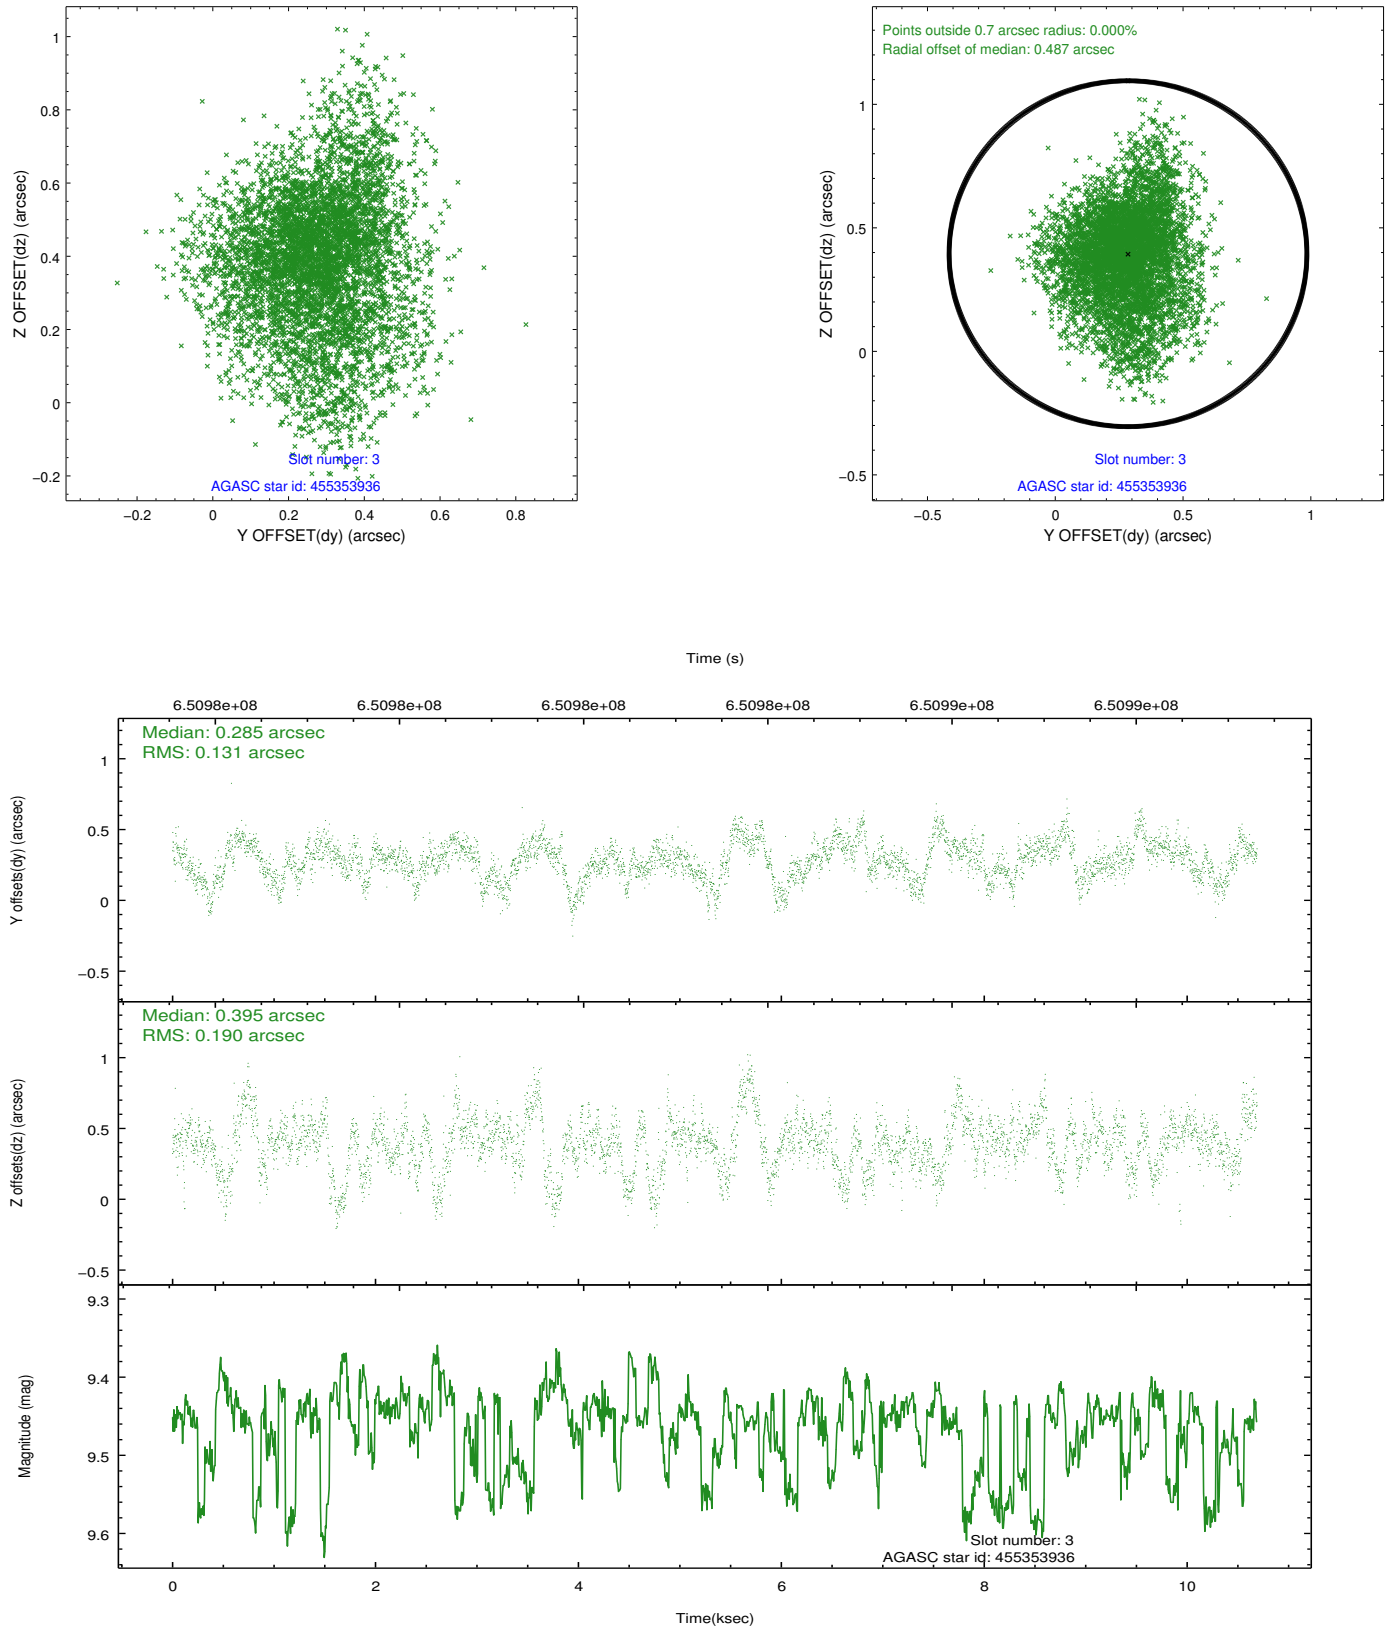 1
0.8
0.6
0.4
0.2
0
−0.2
−0.2
0
0.2
0.4
0.6
0.8
Z OFFSET(dz) (arcsec)
Y OFFSET(dy) (arcsec)
Slot number: 3
AGASC star id: 455353936
Points outside 0.7 arcsec radius: 0.000%
Radial offset of median: 0.487 arcsec
1
0.5
0
−0.5
−0.5
0
0.5
1
Z OFFSET(dz) (arcsec)
Y OFFSET(dy) (arcsec)
Slot number: 3
AGASC star id: 455353936
Time (s)
6.5098e+08
6.5098e+08
6.5098e+08
6.5098e+08
6.5099e+08
6.5099e+08
Median: 0.285 arcsec
RMS: 0.131 arcsec
1
0.5
0
−0.5
Y offsets(dy) (arcsec)
Median: 0.395 arcsec
RMS: 0.190 arcsec
1
0.5
0
−0.5
Z offsets(dz) (arcsec)
9.3
9.4
9.5
9.6
Magnitude (mag)
Slot number: 3
AGASC star id: 455353936
0
2
4
6
8
10
Time(ksec)